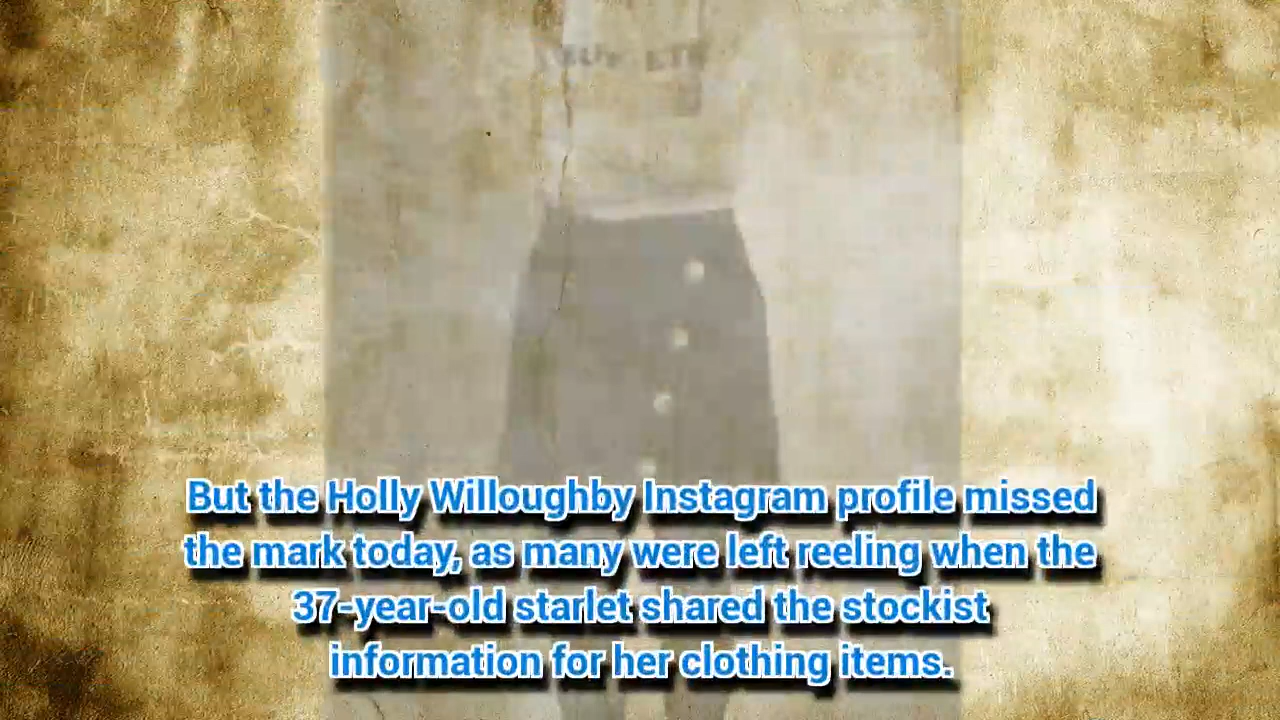 But the Holly Willoughby Instagram profile missed
the mark today, as many were left reeling when the
37-year-old starlet shared the stockist
information for her clothing items.